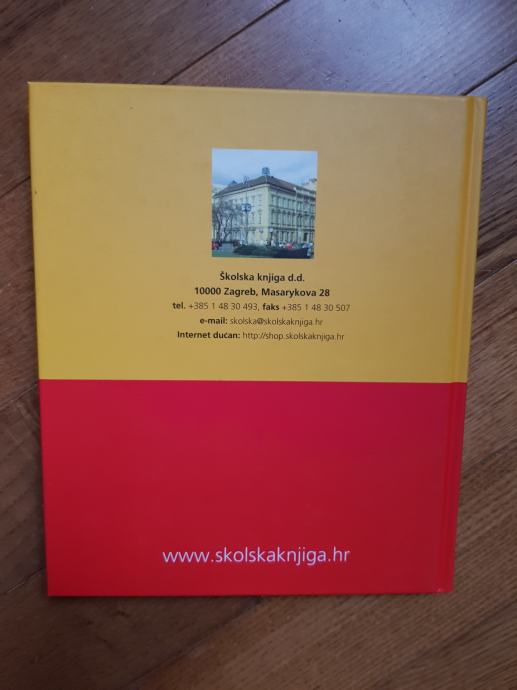 Školska knjiga d.d.
10000 Zagreb, Masarykova 28
tel. +385 1 48 30 493, faks +385 1 48 30 507
e-mail: skolska@skolskaknjiga.hr
Internet dućan: http://shop.skolskaknjiga.hr
www.skolskaknjiga.hr